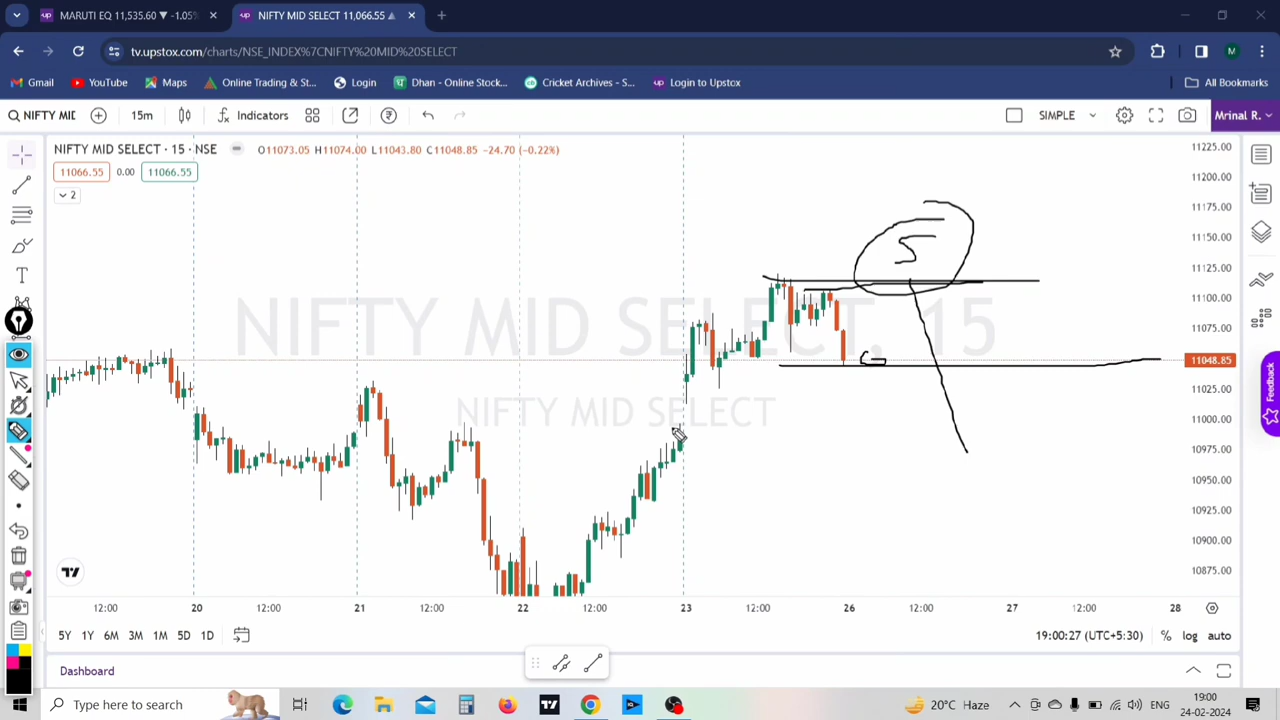 MARUTI EQ 11,535.60 ▼ -1.05%
NIFTY MID SELECT 11,066.55 ▲
tv.upstox.com/charts/NSE_INDEX%7CNIFTY%20MID%20SELECT
M
Gmail YouTube Maps Online Trading & St... Login Dhan - Online Stock... Cricket Archives - S... Login to Upstox All Bookmarks
NIFTY MID 15m Indicators SIMPLE Mrinal R.
NIFTY MID SELECT · 15 · NSE O11073.05 H11074.00 L11043.80 C11048.85 -24.70 (-0.22%)
11066.55 0.00 11066.55
2
NIFTY MID SELECT, 15
NIFTY MID SELECT
S
11225.00
11200.00
11175.00
11150.00
11125.00
11100.00
11075.00
11048.85
11025.00
11000.00
10975.00
10950.00
10925.00
10900.00
10875.00
Feedback
12:00 20 12:00 21 12:00 22 12:00 23 12:00 26 12:00 27 12:00 28
5Y 1Y 6M 3M 1M 5D 1D 19:00:27 (UTC+5:30) % log auto
Dashboard
Type here to search 20°C Haze ENG 19:00
24-02-2024